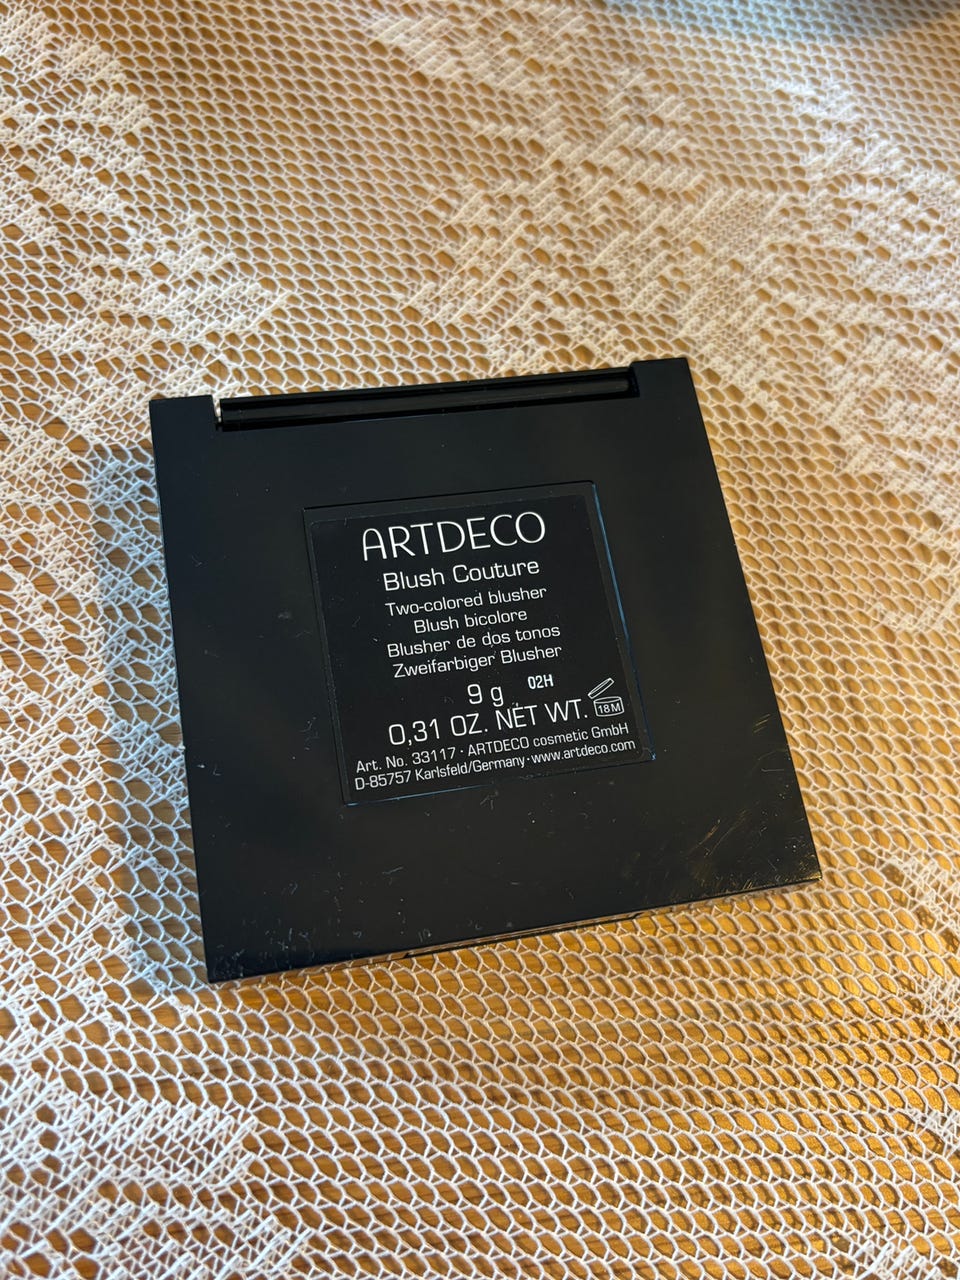 ARTDECO
Blush Couture
Two-colored blusher
Blush bicolore
Blusher de dos tonos
Zweifarbiger Blusher
9 g 02H
0,31 OZ. NET WT. 18M
Art. No. 33117 · ARTDECO cosmetic GmbH
D-85757 Karlsfeld/Germany · www.artdeco.com